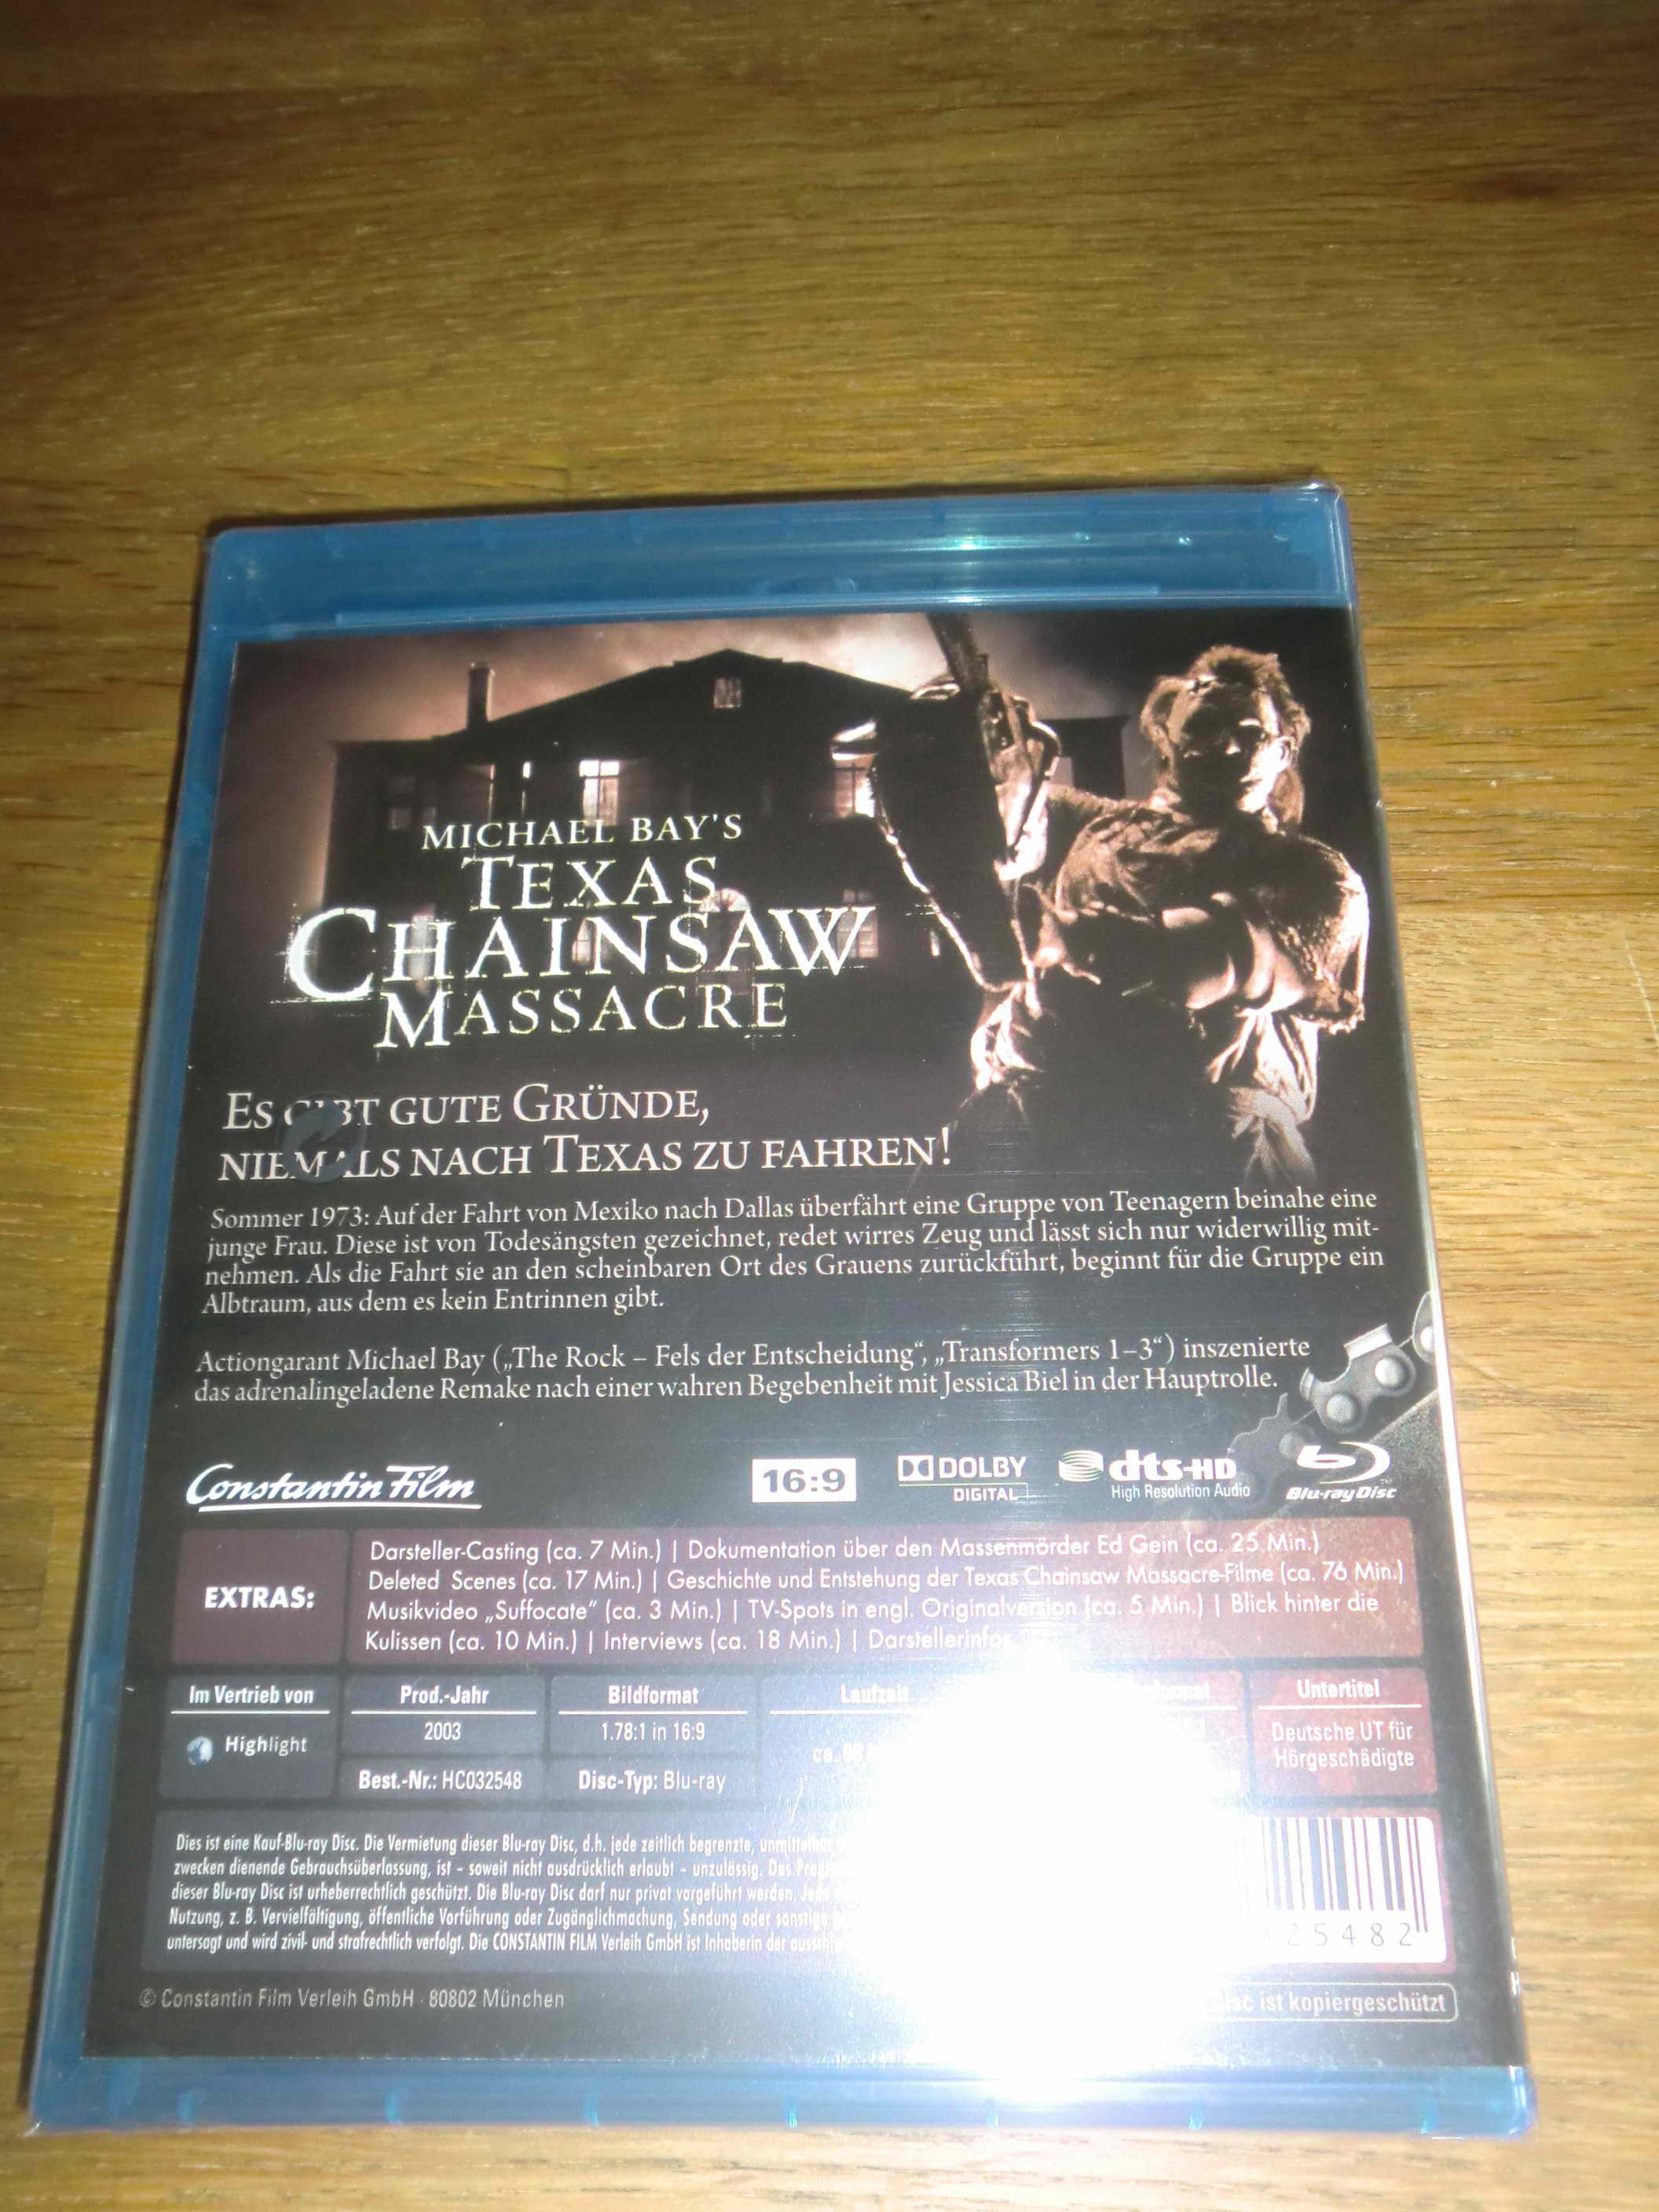 MICHAEL BAY'S
TEXAS
CHAINSAW
MASSACRE
ES GIBT GUTE GRÜNDE,
NIEMALS NACH TEXAS ZU FAHREN!
Sommer 1973: Auf der Fahrt von Mexiko nach Dallas überfährt eine Gruppe von Teenagern beinahe eine
junge Frau. Diese ist von Todesängsten gezeichnet, redet wirres Zeug und lässt sich nur widerwillig mit-
nehmen. Als die Fahrt sie an den scheinbaren Ort des Grauens zurückführt, beginnt für die Gruppe ein
Albtraum, aus dem es kein Entrinnen gibt.
Actiongarant Michael Bay („The Rock – Fels der Entscheidung“, „Transformers 1–3“) inszenierte
das adrenalingeladene Remake nach einer wahren Begebenheit mit Jessica Biel in der Hauptrolle.
Constantin Film
16:9
DOLBY
DIGITAL
dts-HD
High Resolution Audio
Blu-ray Disc
EXTRAS:
Darsteller-Casting (ca. 7 Min.) | Dokumentation über den Massenmörder Ed Gein (ca. 25 Min.)
Deleted Scenes (ca. 17 Min.) | Geschichte und Entstehung der Texas Chainsaw Massacre-Filme (ca. 76 Min.)
Musikvideo „Suffocate“ (ca. 3 Min.) | TV-Spots in engl. Originalversion (ca. 5 Min.) | Blick hinter die
Kulissen (ca. 10 Min.) | Interviews (ca. 18 Min.) | Darstellerinfos
Im Vertrieb von
Highlight
Prod.-Jahr
2003
Best.-Nr.: HC032548
Bildformat
1.78:1 in 16:9
Disc-Typ: Blu-ray
Laufzeit
ca.
Untertitel
Deutsche UT für
Hörgeschädigte
Dies ist eine Kauf-Blu-ray Disc. Die Vermietung dieser Blu-ray Disc, d.h. jede zeitlich begrenzte,
zwecken dienende Gebrauchsüberlassung, ist – soweit nicht ausdrücklich erlaubt – unzulässig. Das
dieser Blu-ray Disc ist urheberrechtlich geschützt. Die Blu-ray Disc darf nur privat vorgeführt werden.
Nutzung, z. B. Vervielfältigung, öffentliche Vorführung oder Zugänglichmachung, Sendung oder sonstige
untersagt und wird zivil- und strafrechtlich verfolgt. Die CONSTANTIN FILM Verleih GmbH ist Inhaberin der
25482
© Constantin Film Verleih GmbH · 80802 München
ist kopiergeschützt